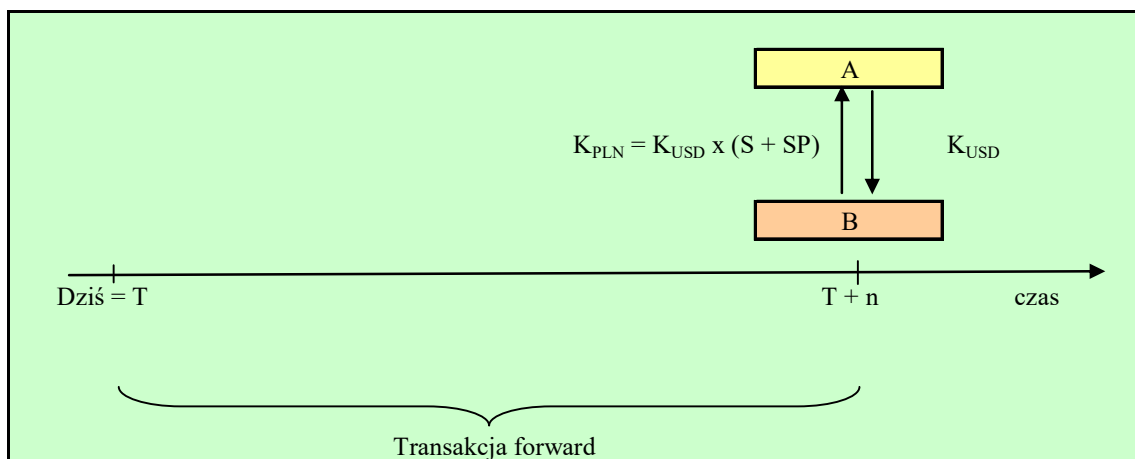 A
K_PLN = K_USD x (S + SP)
K_USD
B
Dziś = T
T + n
czas
Transakcja forward